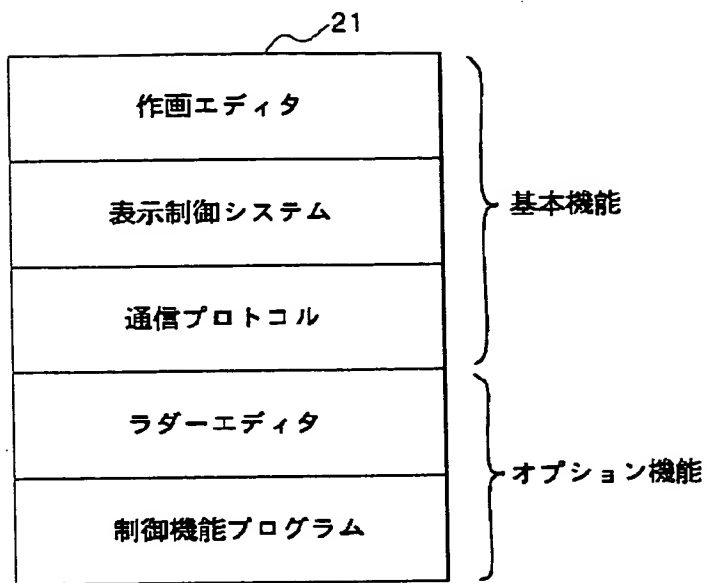 21
作画エディタ
表示制御システム
通信プロトコル
基本機能
ラダーエディタ
制御機能プログラム
オプション機能